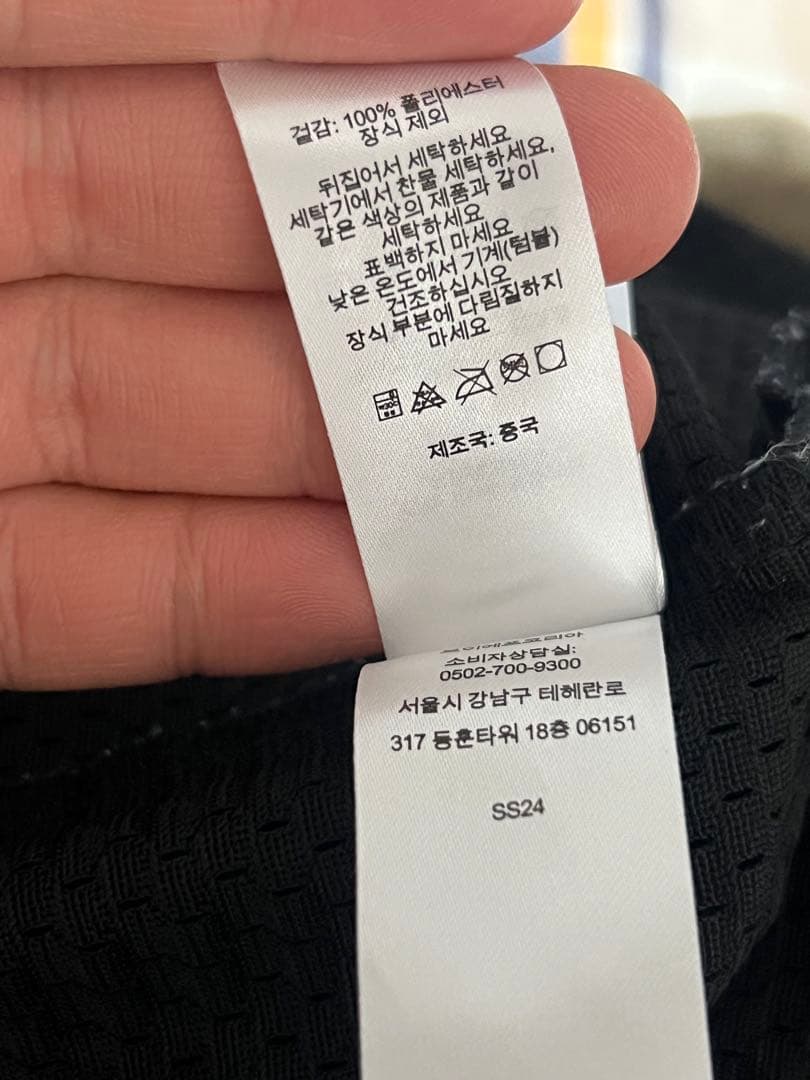 겉감: 100% 폴리에스터
장식 제외
뒤집어서 세탁하세요
세탁기에서 찬물 세탁하세요,
같은 색상의 제품과 같이
세탁하세요
표백하지 마세요
낮은 온도에서 기계(텀블)
건조하십시오
장식 부분에 다림질하지
마세요
제조국: 중국
소비자상담실:
0502-700-9300
서울시 강남구 테헤란로
317 동훈타워 18층 06151
SS24